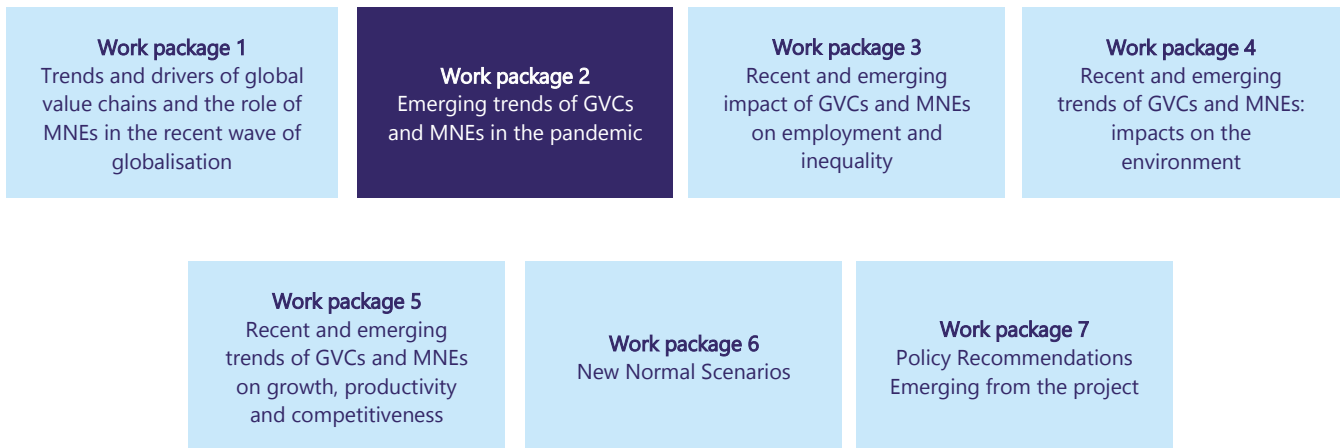 Work package 1
Trends and drivers of global
value chains and the role of
MNEs in the recent wave of
globalisation
Work package 2
Emerging trends of GVCs
and MNEs in the pandemic
Work package 3
Recent and emerging
impact of GVCs and MNEs
on employment and
inequality
Work package 4
Recent and emerging
trends of GVCs and MNEs:
impacts on the
environment
Work package 5
Recent and emerging
trends of GVCs and MNEs
on growth, productivity
and competitiveness
Work package 6
New Normal Scenarios
Work package 7
Policy Recommendations
Emerging from the project